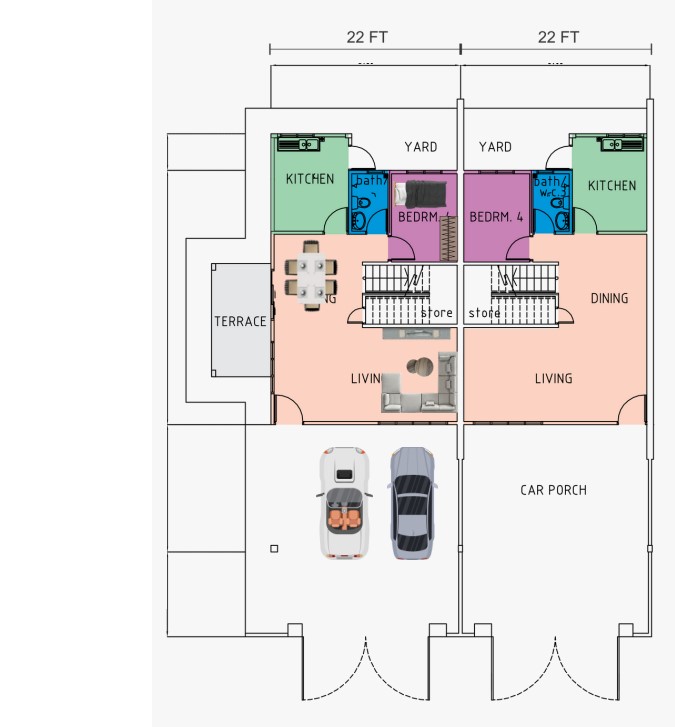 22 FT
22 FT
YARD
YARD
KITCHEN
bath/
bath/
W.C.3
KITCHEN
BEDRM.
BEDRM. 4
NG
DINING
TERRACE
store
store
LIVIN
LIVING
CAR PORCH